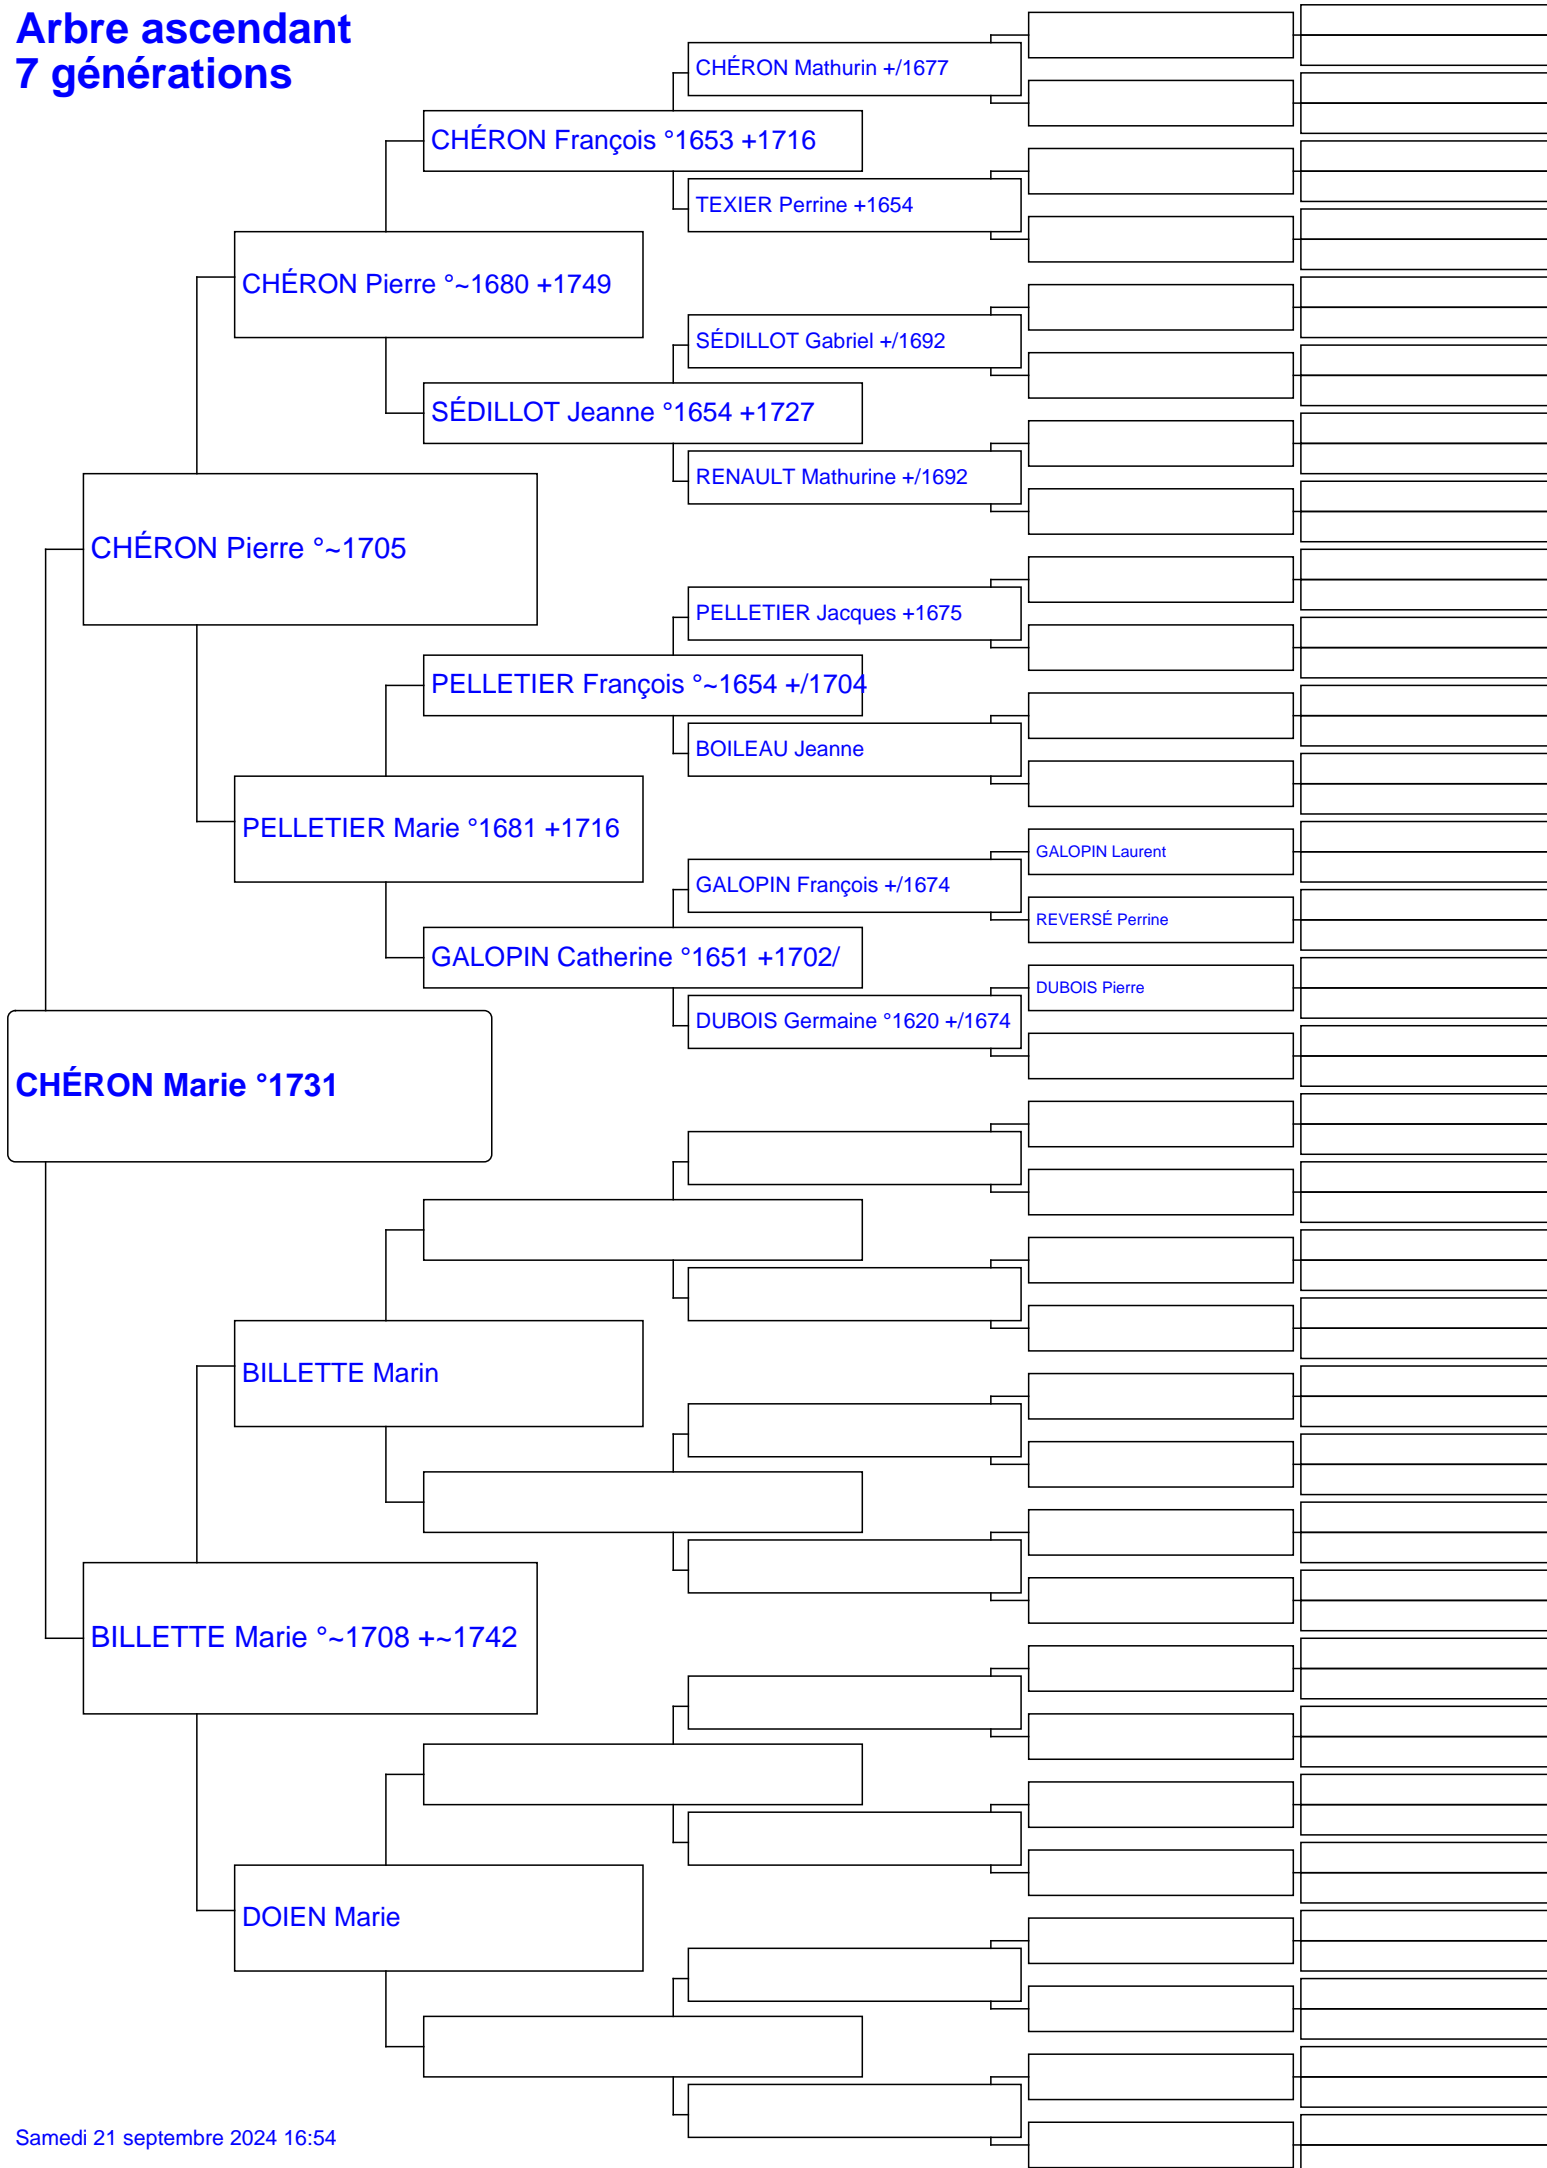 Arbre ascendant
7 générations
CHÉRON Mathurin +/1677
CHÉRON François °1653 +1716
TEXIER Perrine +1654
CHÉRON Pierre °~1680 +1749
SÉDILLOT Gabriel +/1692
SÉDILLOT Jeanne °1654 +1727
RENAULT Mathurine +/1692
CHÉRON Pierre °~1705
PELLETIER Jacques +1675
PELLETIER François °~1654 +/1704
BOILEAU Jeanne
PELLETIER Marie °1681 +1716
GALOPIN Laurent
GALOPIN François +/1674
REVERSÉ Perrine
GALOPIN Catherine °1651 +1702/
DUBOIS Pierre
DUBOIS Germaine °1620 +/1674
CHÉRON Marie °1731
BILLETTE Marin
BILLETTE Marie °~1708 +~1742
DOIEN Marie
Samedi 21 septembre 2024 16:54